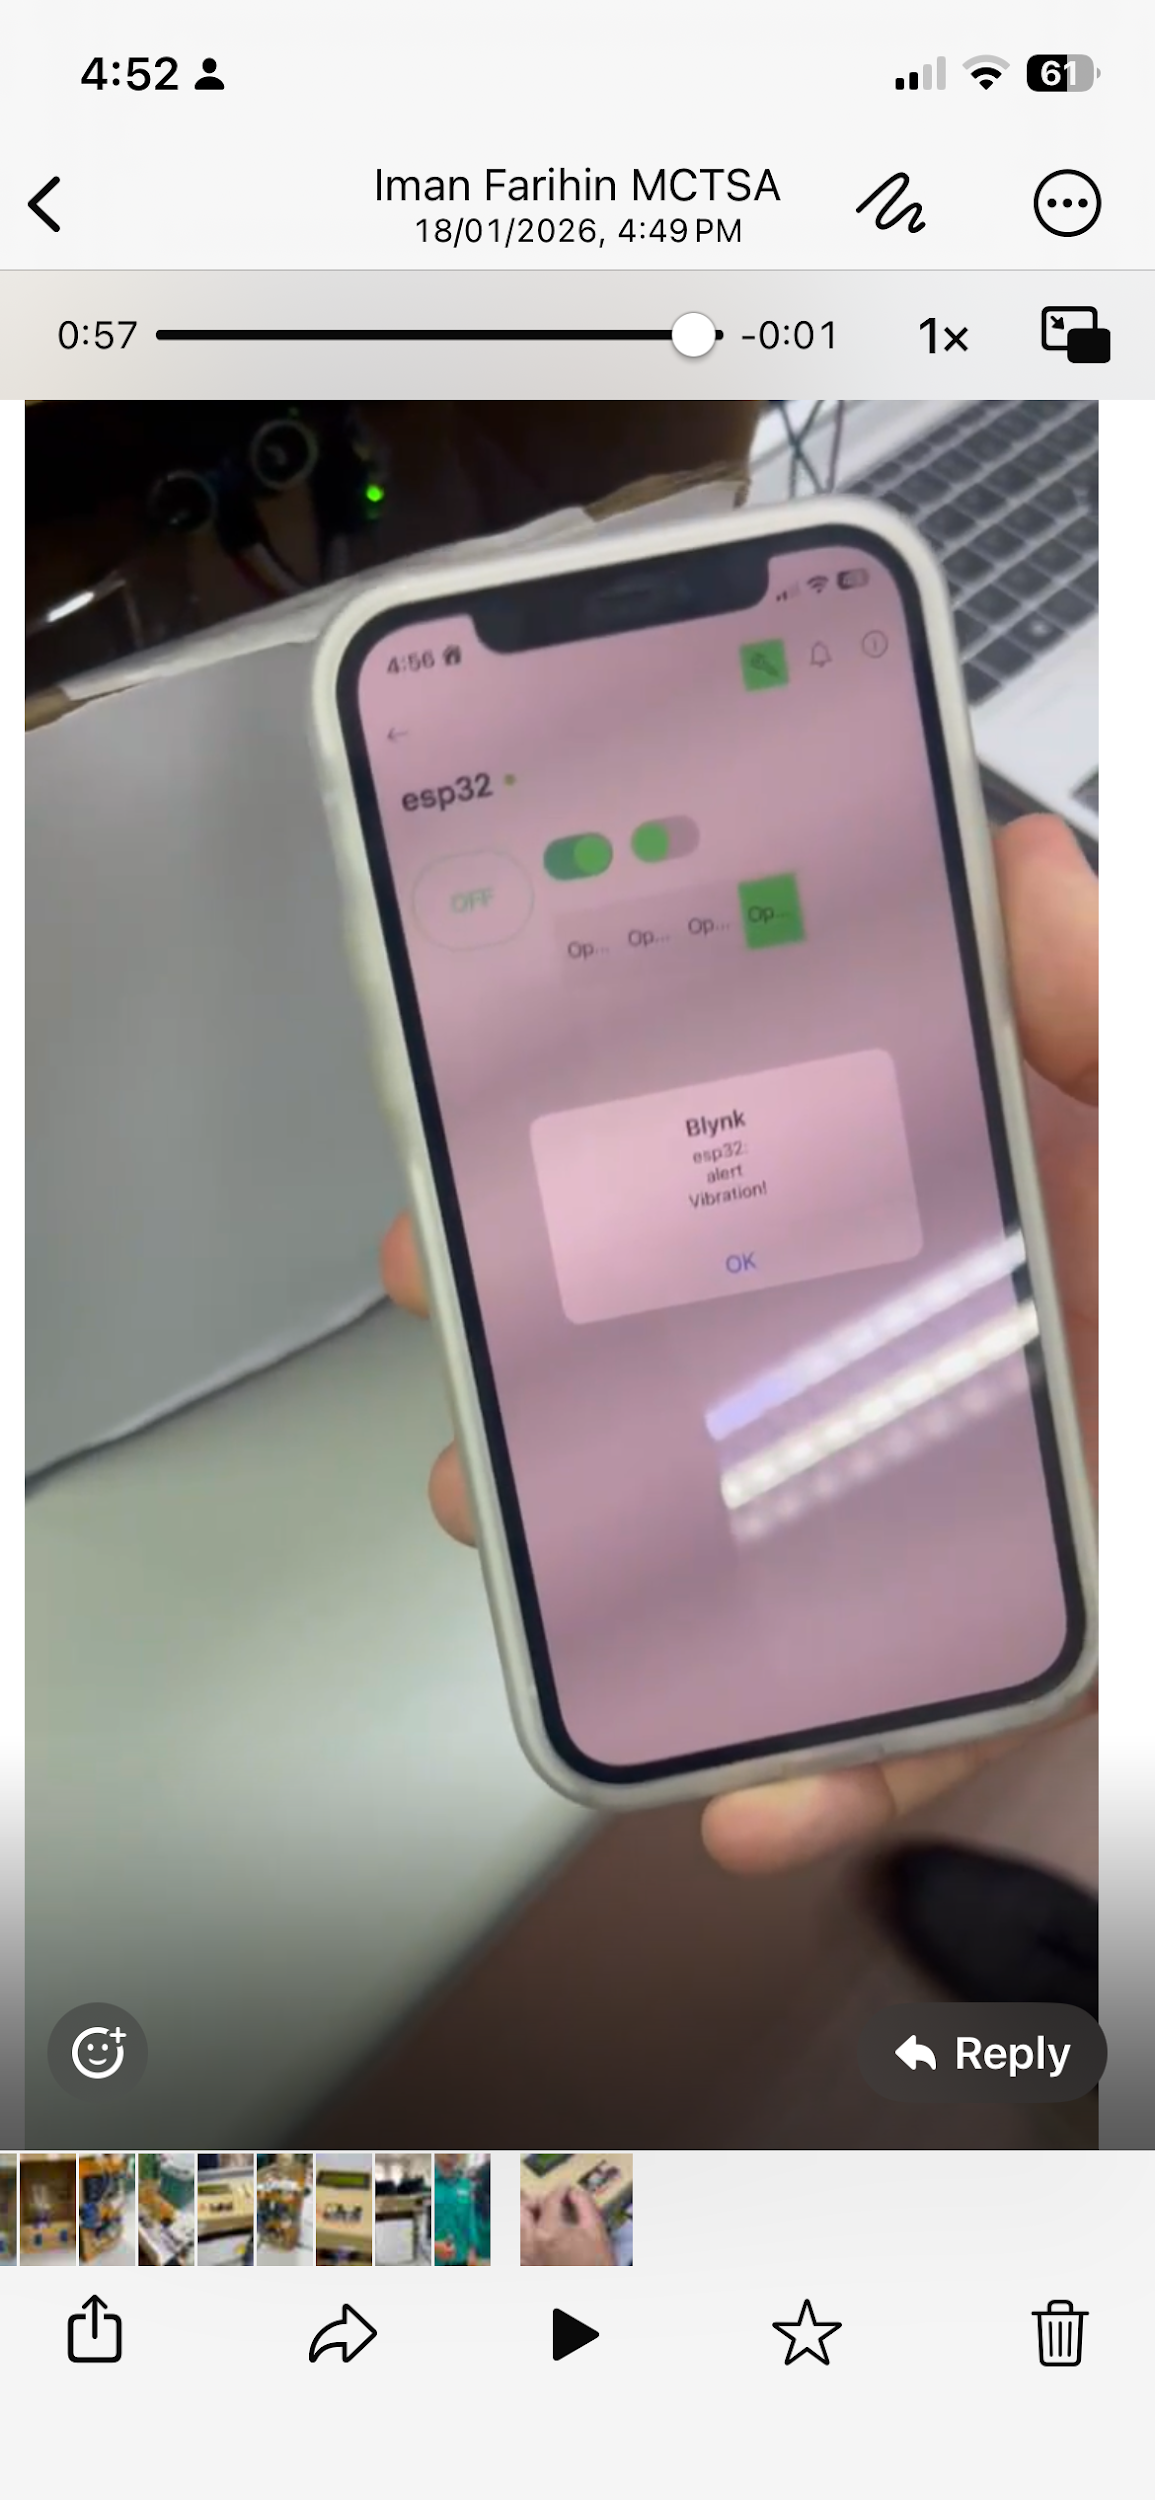 4:52
61
Iman Farihin MCTSA
18/01/2026, 4:49 PM
0:57
-0:01
1x
4:56
esp32
OFF
Op...
Op...
Op...
Op...
Blynk
esp32:
alert
Vibration!
OK
Reply